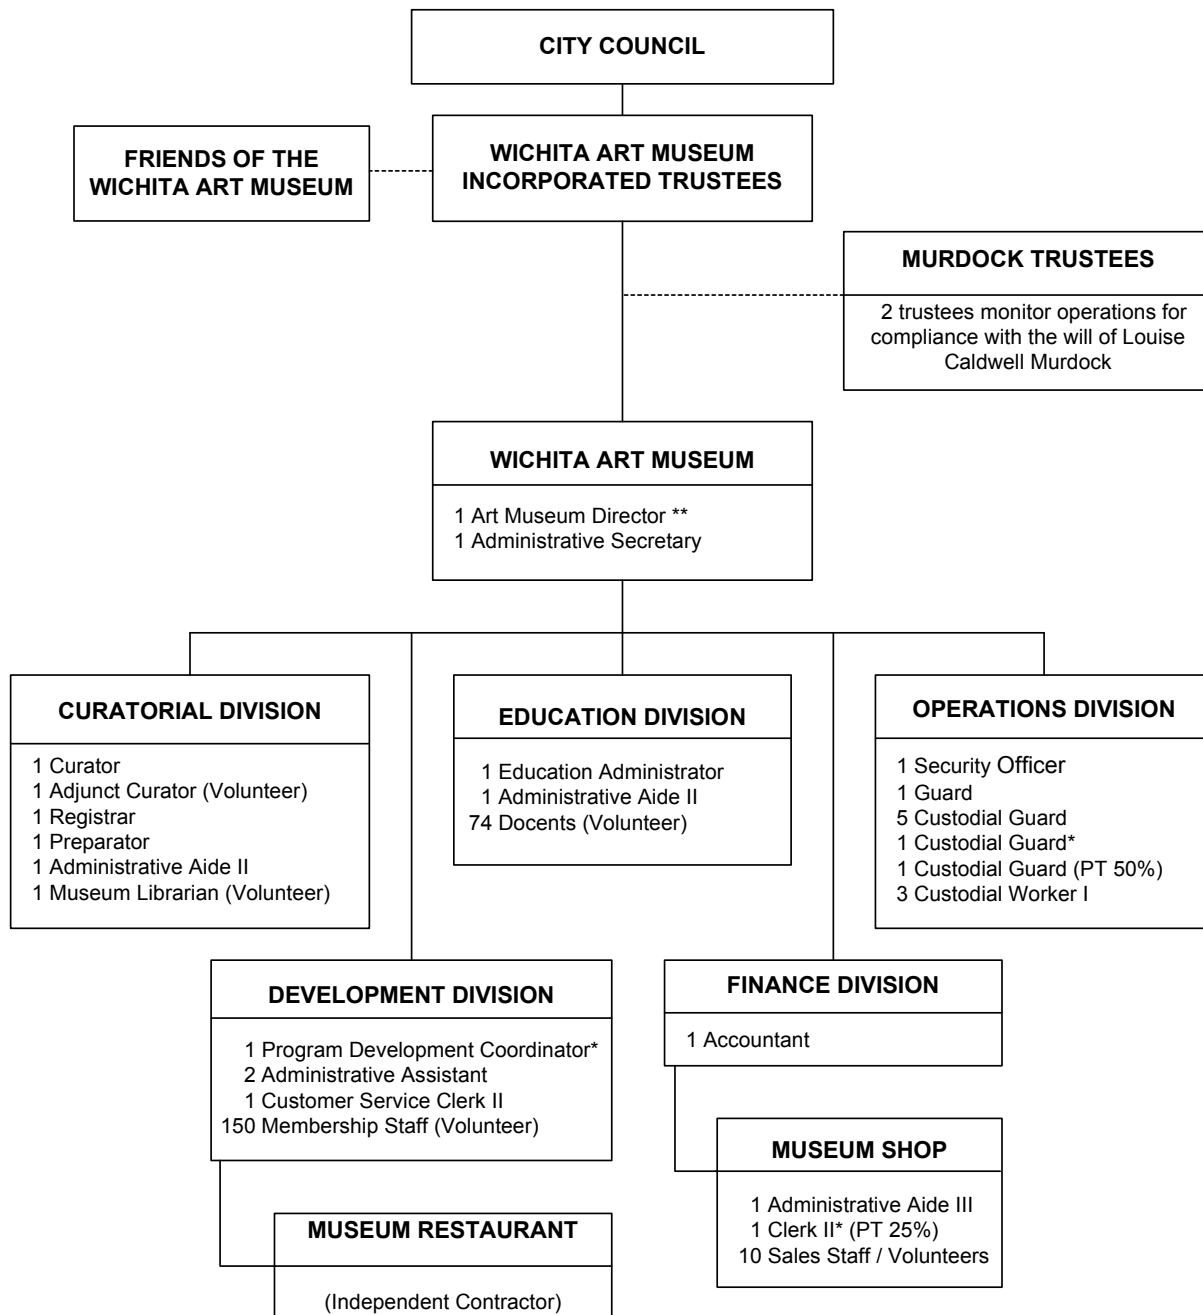 CITY COUNCIL
FRIENDS OF THE
WICHITA ART MUSEUM
WICHITA ART MUSEUM
INCORPORATED TRUSTEES
MURDOCK TRUSTEES
2 trustees monitor operations for
compliance with the will of Louise
Caldwell Murdock
WICHITA ART MUSEUM
1 Art Museum Director **
1 Administrative Secretary
CURATORIAL DIVISION
1 Curator
1 Adjunct Curator (Volunteer)
1 Registrar
1 Preparator
1 Administrative Aide II
1 Museum Librarian (Volunteer)
EDUCATION DIVISION
1 Education Administrator
1 Administrative Aide II
74 Docents (Volunteer)
OPERATIONS DIVISION
1 Security Officer
1 Guard
5 Custodial Guard
1 Custodial Guard*
1 Custodial Guard (PT 50%)
3 Custodial Worker I
DEVELOPMENT DIVISION
1 Program Development Coordinator*
2 Administrative Assistant
1 Customer Service Clerk II
150 Membership Staff (Volunteer)
FINANCE DIVISION
1 Accountant
MUSEUM SHOP
1 Administrative Aide III
1 Clerk II* (PT 25%)
10 Sales Staff / Volunteers
MUSEUM RESTAURANT
(Independent Contractor)